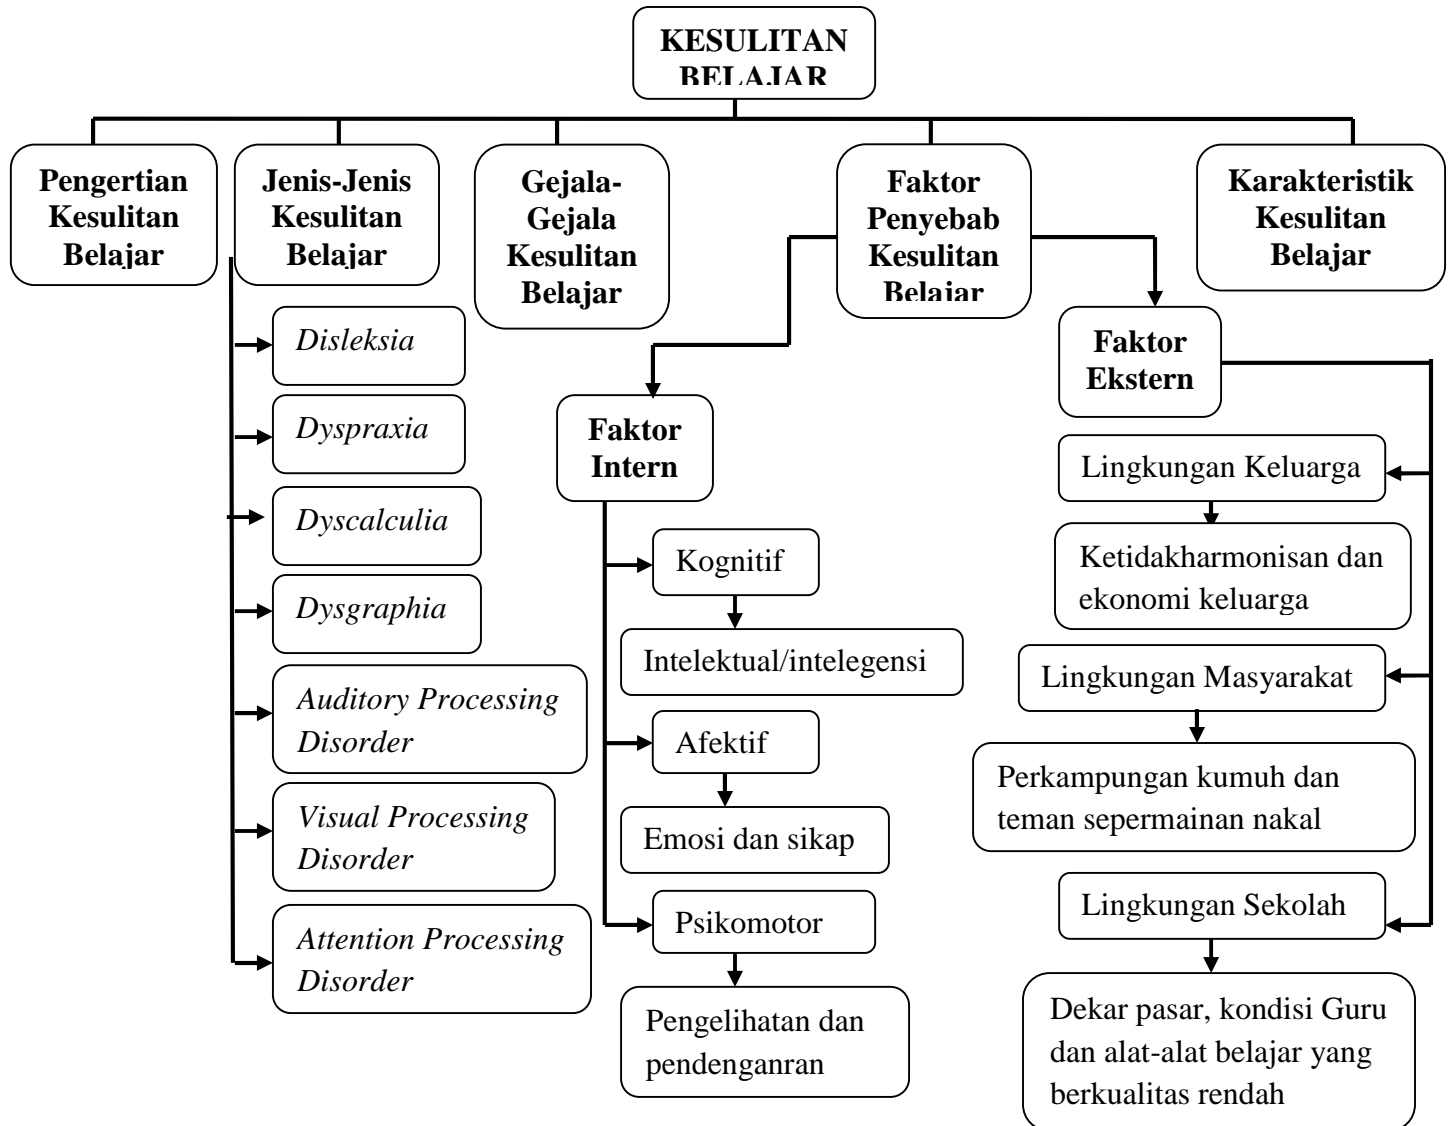 KESULITAN
BELAJAR
Pengertian
Kesulitan
Belajar
Jenis-Jenis
Kesulitan
Belajar
Gejala-
Gejala
Kesulitan
Belajar
Faktor
Penyebab
Kesulitan
Belajar
Karakteristik
Kesulitan
Belajar
Disleksia
Dyspraxia
Dyscalculia
Dysgraphia
Auditory Processing
Disorder
Visual Processing
Disorder
Attention Processing
Disorder
Faktor
Intern
Kognitif
Intelektual/intelegensi
Afektif
Emosi dan sikap
Psikomotor
Pengelihatan dan
pendenganran
Faktor
Ekstern
Lingkungan Keluarga
Ketidakharmonisan dan
ekonomi keluarga
Lingkungan Masyarakat
Perkampungan kumuh dan
teman sepermainan nakal
Lingkungan Sekolah
Dekar pasar, kondisi Guru
dan alat-alat belajar yang
berkualitas rendah